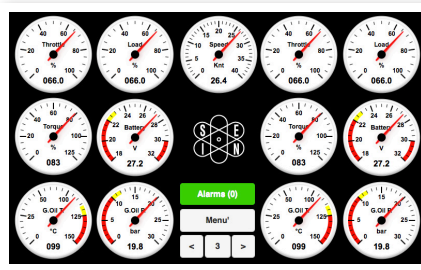 Throttle
%
066.0
Load
%
066.0
Speed
Knt
26.4
Throttle
%
066.0
Load
%
066.0
Torque
%
083
Battery
V
27.2
S E
I N
Torque
%
083
Battery
V
27.2
G.Oil T
°C
099
G.Oil P
bar
19.8
Alarms (0)
Menu'
< 3 >
G.Oil T
°C
099
G.Oil P
bar
19.8